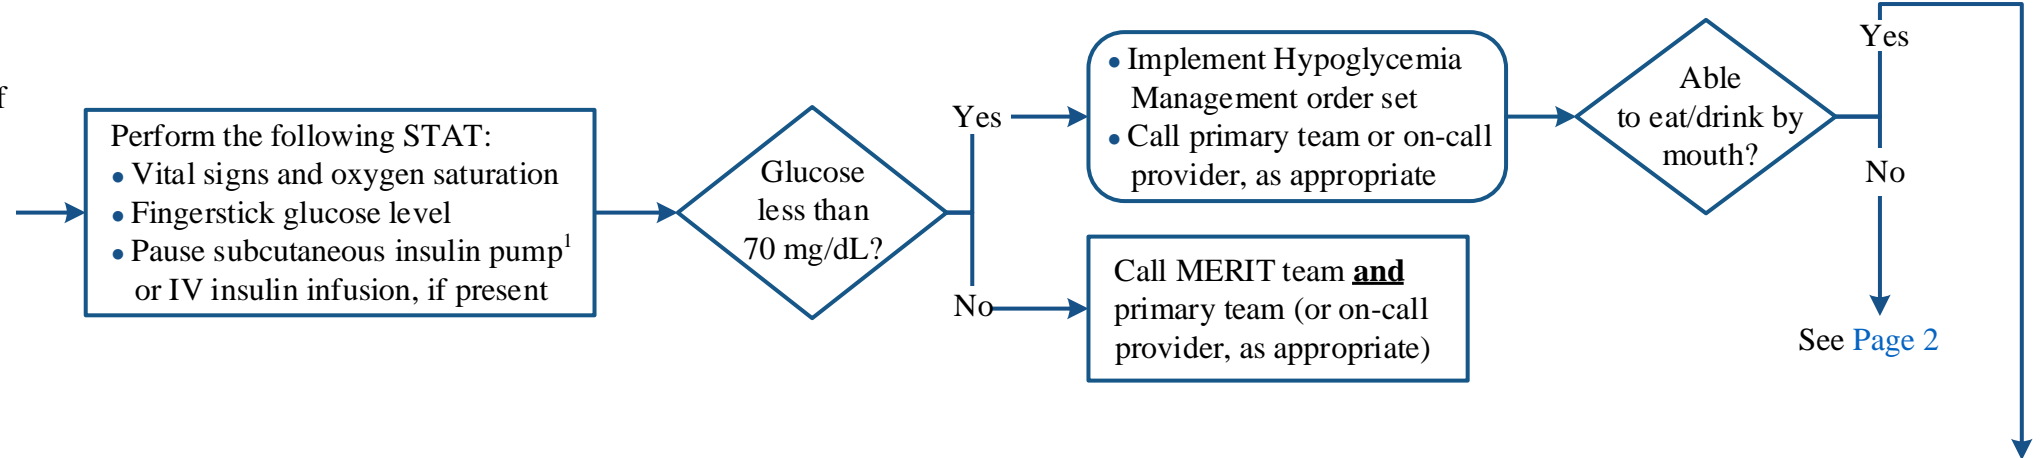 f
Perform the following STAT:
• Vital signs and oxygen saturation
• Fingerstick glucose level
• Pause subcutaneous insulin pump1
or IV insulin infusion, if present
Glucose
less than
70 mg/dL?
Yes
No
• Implement Hypoglycemia
Management order set
• Call primary team or on-call
provider, as appropriate
Call MERIT team and
primary team (or on-call
provider, as appropriate)
Able
to eat/drink by
mouth?
Yes
No
See Page 2